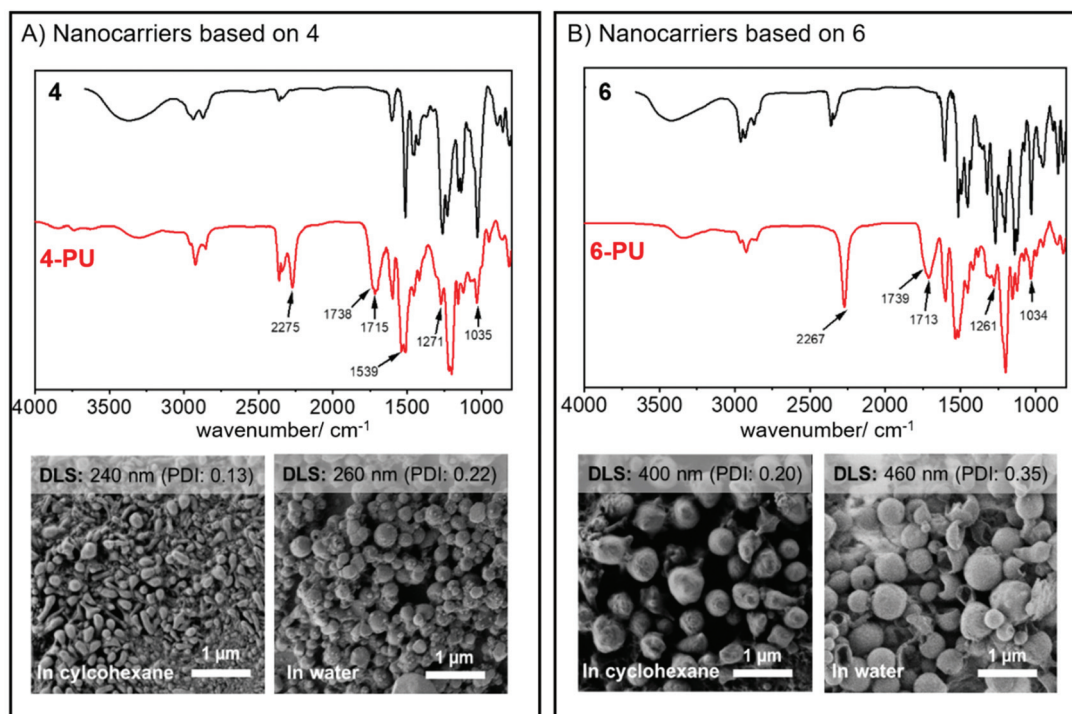 A) Nanocarriers based on 4
4
4-PU
2275
1738
1715
1539
1271
1035
4000 3500 3000 2500 2000 1500 1000
wavenumber/ cm⁻¹
DLS: 240 nm (PDI: 0.13)
In cylcohexane
1 µm
DLS: 260 nm (PDI: 0.22)
In water
1 µm
B) Nanocarriers based on 6
6
6-PU
2267
1739
1713
1261
1034
4000 3500 3000 2500 2000 1500 1000
wavenumber/ cm⁻¹
DLS: 400 nm (PDI: 0.20)
In cyclohexane
1 µm
DLS: 460 nm (PDI: 0.35)
In water
1 µm